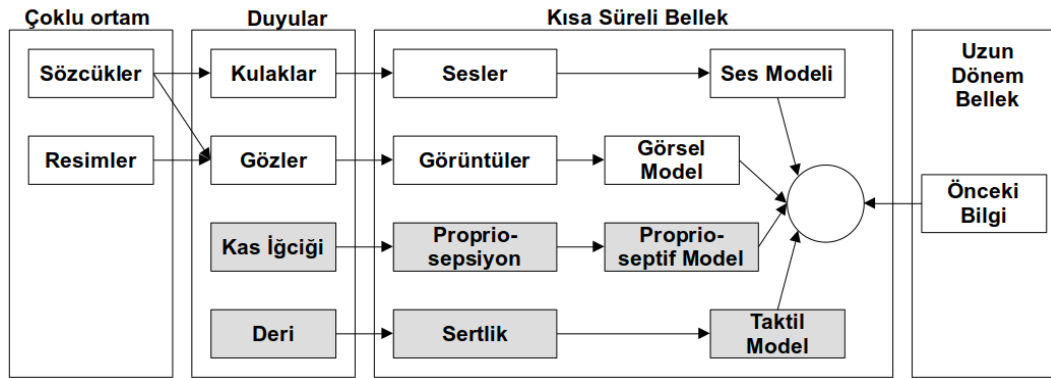 Çoklu ortam
Duyular
Kısa Süreli Bellek
Sözcükler
Kulaklar
Sesler
Ses Modeli
Uzun
Dönem
Bellek
Resimler
Gözler
Görüntüler
Görsel
Model
Önceki
Bilgi
Kas İğciği
Proprio-
sepsiyon
Proprio-
septif Model
Deri
Sertlik
Taktil
Model